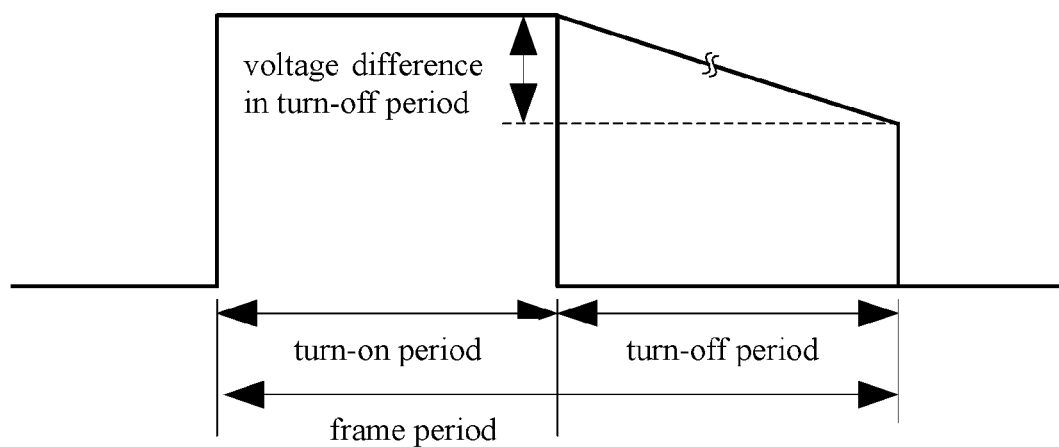 voltage difference
in turn-off period
turn-on period
turn-off period
frame period